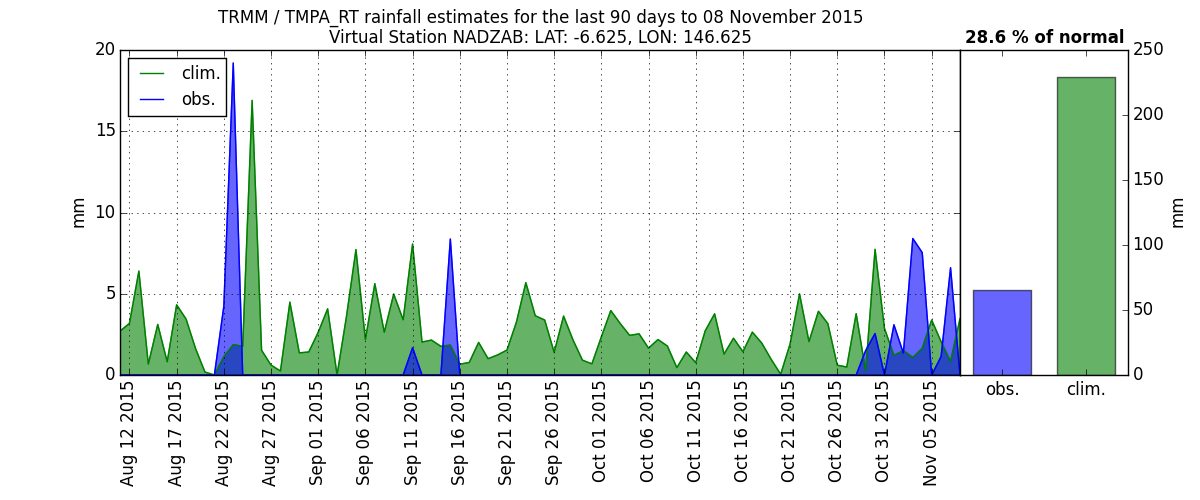 TRMM / TMPA_RT rainfall estimates for the last 90 days to 08 November 2015
Virtual Station NADZAB: LAT: -6.625, LON: 146.625
28.6 % of normal
clim.
obs.
20
15
10
5
0
mm
250
200
150
100
50
0
mm
Aug 12 2015
Aug 17 2015
Aug 22 2015
Aug 27 2015
Sep 01 2015
Sep 06 2015
Sep 11 2015
Sep 16 2015
Sep 21 2015
Sep 26 2015
Oct 01 2015
Oct 06 2015
Oct 11 2015
Oct 16 2015
Oct 21 2015
Oct 26 2015
Oct 31 2015
Nov 05 2015
obs.
clim.